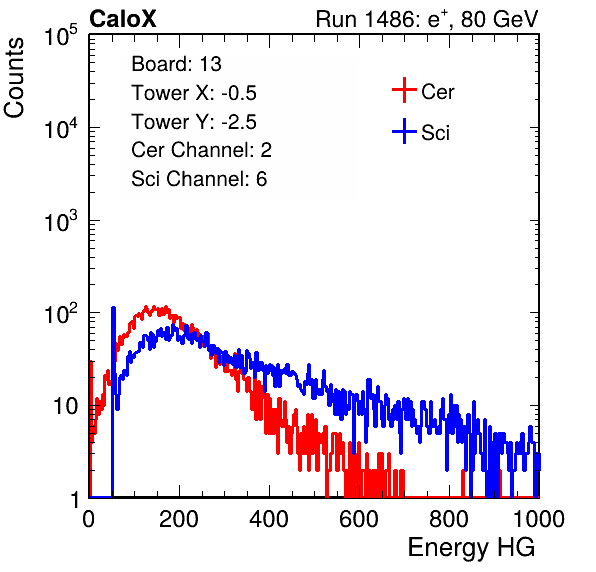 CaloX Run 1486: e+, 80 GeV
Counts
Board: 13
Tower X: -0.5
Tower Y: -2.5
Cer Channel: 2
Sci Channel: 6
Cer
Sci
10^5
10^4
10^3
10^2
10
1
0 200 400 600 800 1000
Energy HG